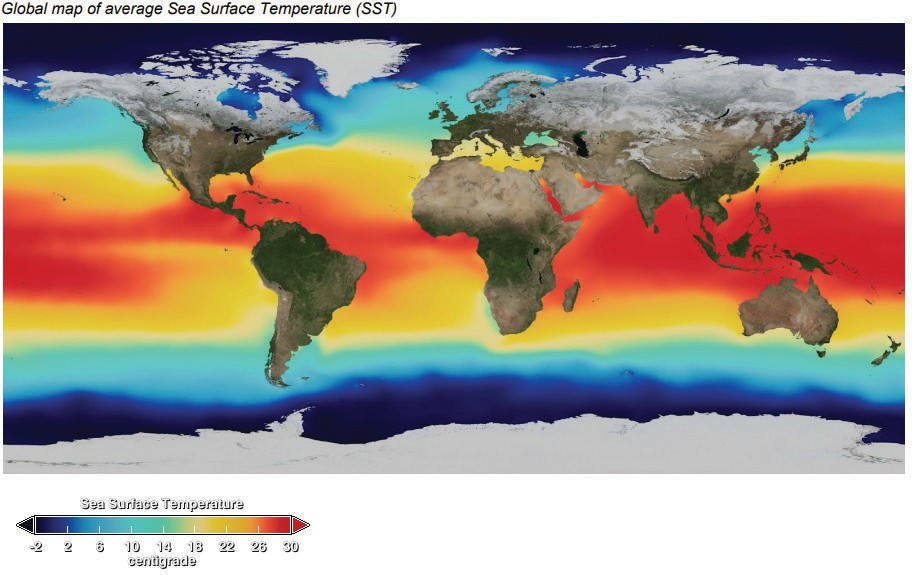 Global map of average Sea Surface Temperature (SST)
Sea Surface Temperature
-2 2 6 10 14 18 22 26 30
centigrade